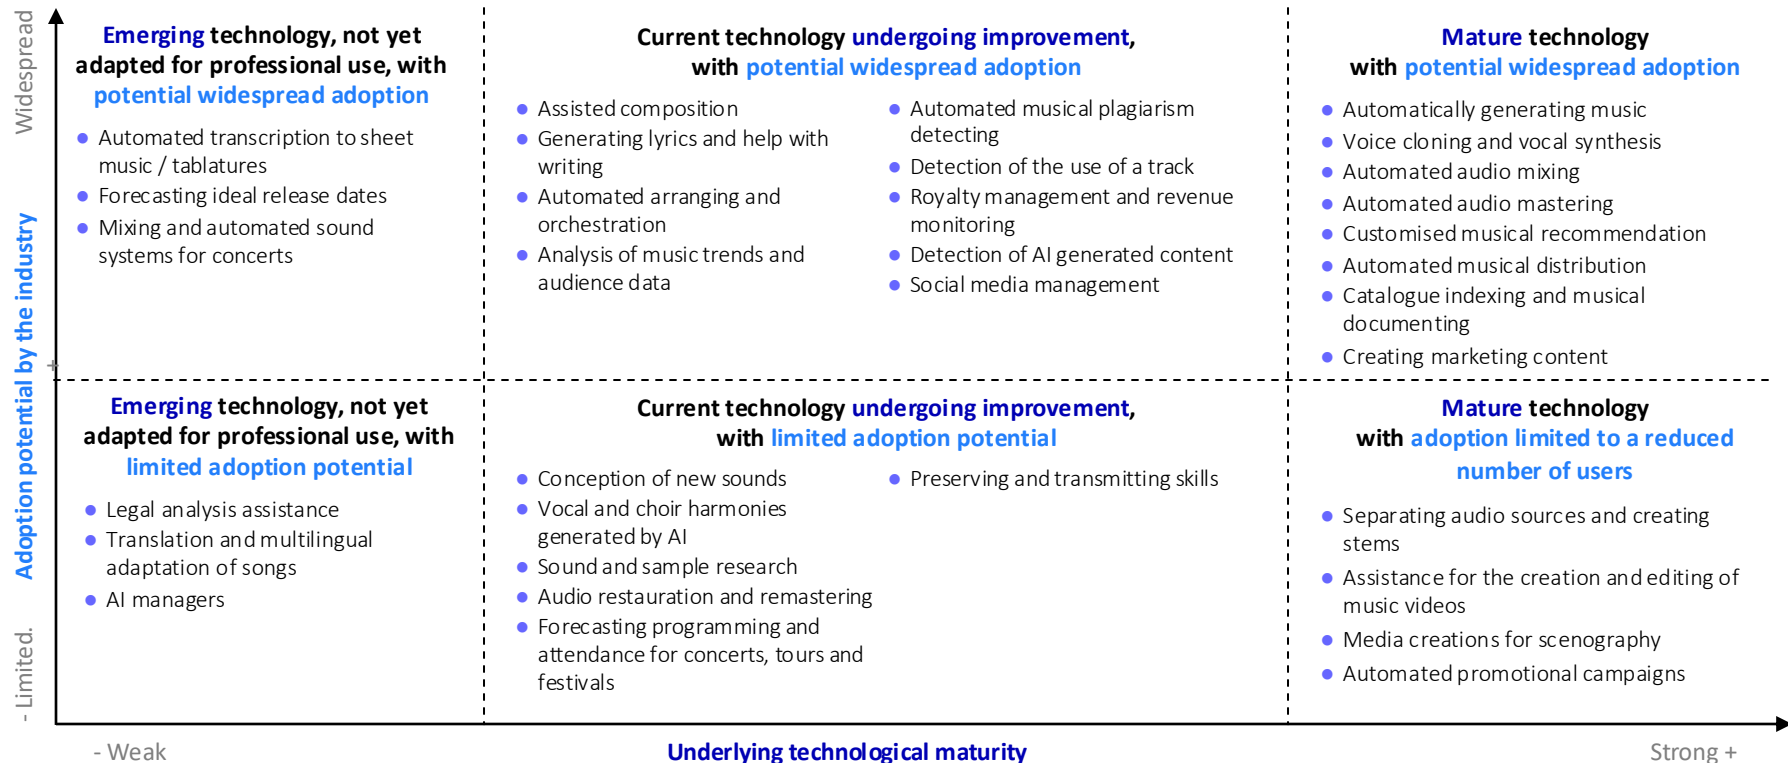 Widespread
+
Adoption potential by the industry
- Limited.
Emerging technology, not yet
adapted for professional use, with
potential widespread adoption
Automated transcription to sheet
music / tablatures
Forecasting ideal release dates
Mixing and automated sound
systems for concerts
Current technology undergoing improvement,
with potential widespread adoption
Assisted composition
Generating lyrics and help with
writing
Automated arranging and
orchestration
Analysis of music trends and
audience data
Automated musical plagiarism
detecting
Detection of the use of a track
Royalty management and revenue
monitoring
Detection of AI generated content
Social media management
Mature technology
with potential widespread adoption
Automatically generating music
Voice cloning and vocal synthesis
Automated audio mixing
Automated audio mastering
Customised musical recommendation
Automated musical distribution
Catalogue indexing and musical
documenting
Creating marketing content
Emerging technology, not yet
adapted for professional use, with
limited adoption potential
Legal analysis assistance
Translation and multilingual
adaptation of songs
AI managers
Current technology undergoing improvement,
with limited adoption potential
Conception of new sounds
Vocal and choir harmonies
generated by AI
Sound and sample research
Audio restauration and remastering
Forecasting programming and
attendance for concerts, tours and
festivals
Preserving and transmitting skills
Mature technology
with adoption limited to a reduced
number of users
Separating audio sources and creating
stems
Assistance for the creation and editing of
music videos
Media creations for scenography
Automated promotional campaigns
- Weak
Underlying technological maturity
Strong +